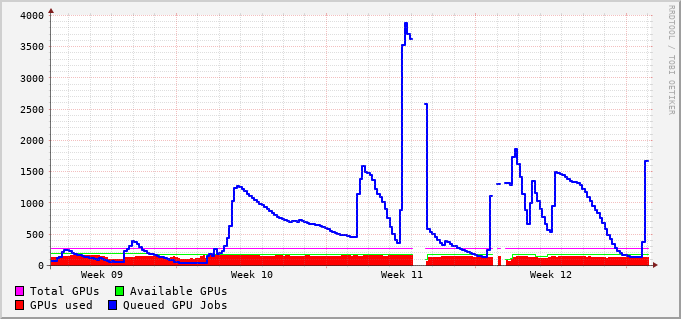 4000
3500
3000
2500
2000
1500
1000
500
0
Week 09 Week 10 Week 11 Week 12
Total GPUs Available GPUs
GPUs used Queued GPU Jobs
RRDTOOL / TOBI OETIKER